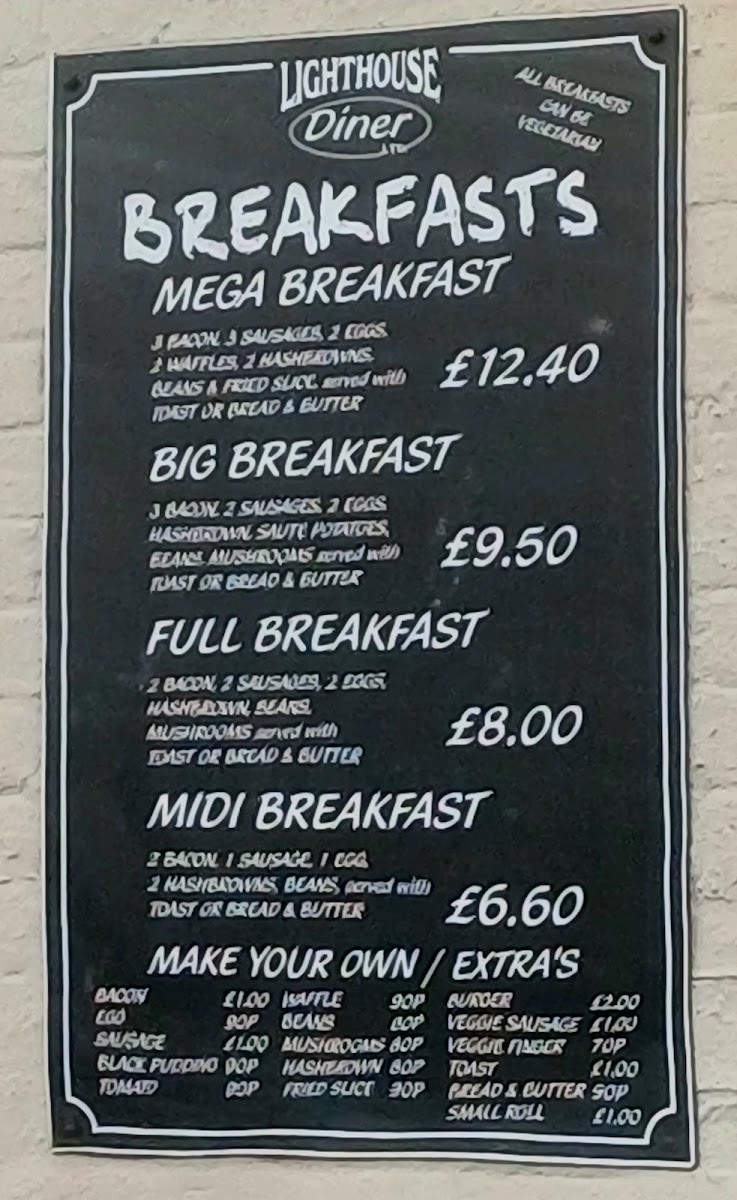 LIGHTHOUSE
Diner
ALL BREAKFASTS
CAN BE
VEGETARIAN
BREAKFASTS
MEGA BREAKFAST
3 BACON, 3 SAUSAGES, 2 EGGS,
2 WAFFLES, 2 HASHBROWNS,
BEANS & FRIED SLICE, served with
TOAST OR BREAD & BUTTER
£12.40
BIG BREAKFAST
3 BACON, 2 SAUSAGES, 2 EGGS,
HASHBROWN, SAUTE POTATOES,
BEANS, MUSHROOMS served with
TOAST OR BREAD & BUTTER
£9.50
FULL BREAKFAST
2 BACON, 2 SAUSAGES, 2 EGGS,
HASHBROWN, BEANS,
MUSHROOMS served with
TOAST OR BREAD & BUTTER
£8.00
MIDI BREAKFAST
2 BACON, 1 SAUSAGE, 1 EGG,
2 HASHBROWNS, BEANS, served with
TOAST OR BREAD & BUTTER
£6.60
MAKE YOUR OWN / EXTRA'S
BACON £1.00 WAFFLE 90P BURGER £2.00
EGG 90P BEANS VEGGIE SAUSAGE £1.00
SAUSAGE £1.00 MUSHROOMS 80P VEGGIE FINGER 70P
BLACK PUDDING 90P HASHBROWN 80P TOAST £1.00
TOMATO FRIED SLICE BREAD & BUTTER 90P
SMALL ROLL £1.00